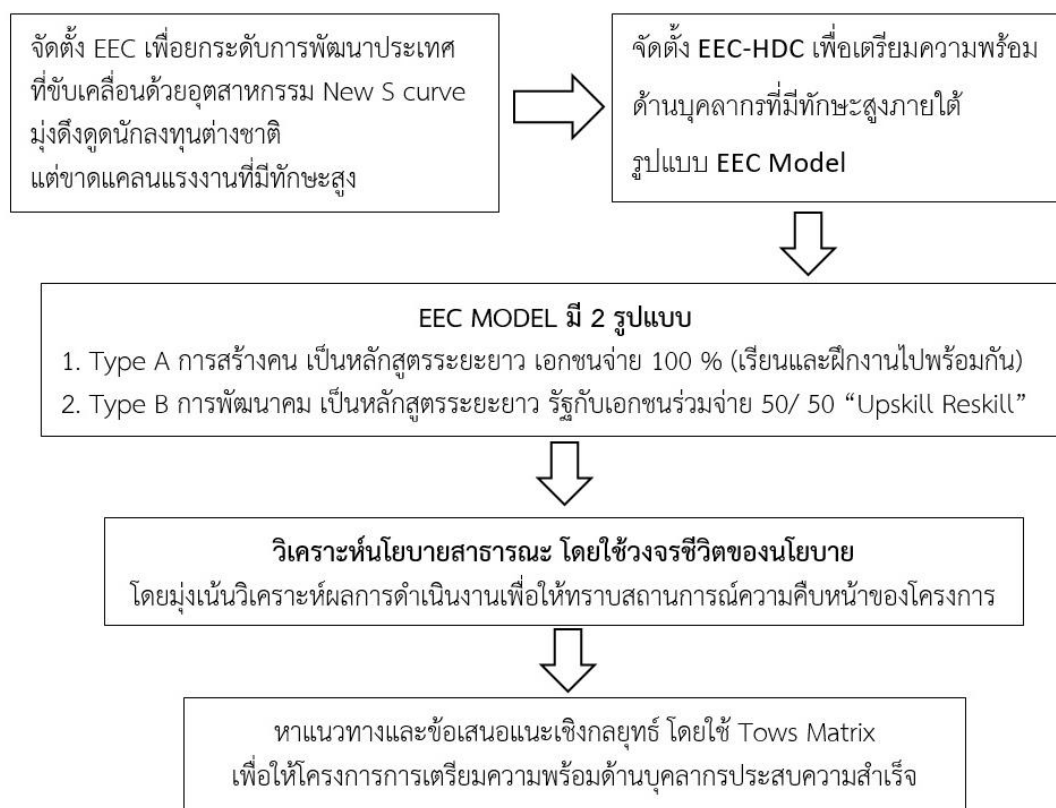 จัดตั้ง EEC เพื่อยกระดับการพัฒนาประเทศ
ที่ขับเคลื่อนด้วยอุตสาหกรรม New S curve
มุ่งดึงดูดนักลงทุนต่างชาติ
แต่ขาดแคลนแรงงานที่มีทักษะสูง
จัดตั้ง EEC-HDC เพื่อเตรียมความพร้อม
ด้านบุคลากรที่มีทักษะสูงภายใต้
รูปแบบ EEC Model
EEC MODEL มี 2 รูปแบบ
1. Type A การสร้างคน เป็นหลักสูตรระยะยาว เอกชนจ่าย 100 % (เรียนและฝึกงานไปพร้อมกัน)
2. Type B การพัฒนาคม เป็นหลักสูตรระยะยาว รัฐกับเอกชนร่วมจ่าย 50/ 50 “Upskill Reskill”
วิเคราะห์นโยบายสาธารณะ โดยใช้วงจรชีวิตของนโยบาย
โดยมุ่งเน้นวิเคราะห์ผลการดำเนินงานเพื่อให้ทราบสถานการณ์ความคืบหน้าของโครงการ
หาแนวทางและข้อเสนอแนะเชิงกลยุทธ์ โดยใช้ Tows Matrix
เพื่อให้โครงการการเตรียมความพร้อมด้านบุคลากรประสบความสำเร็จ